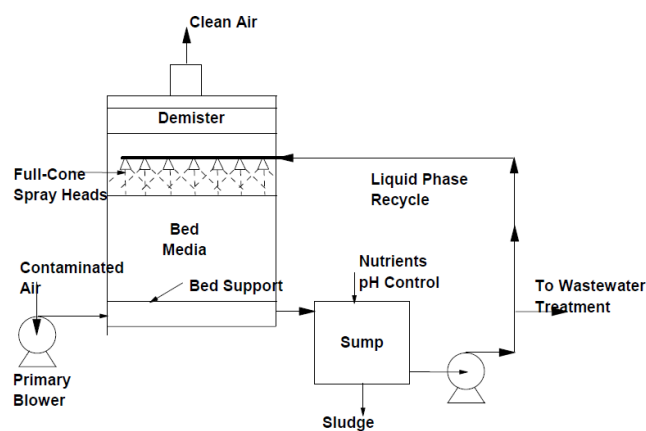 Clean Air
Demister
Full-Cone
Spray Heads
Liquid Phase
Recycle
Bed
Media
Contaminated
Air
Bed Support
Nutrients
pH Control
To Wastewater
Treatment
Sump
Primary
Blower
Sludge